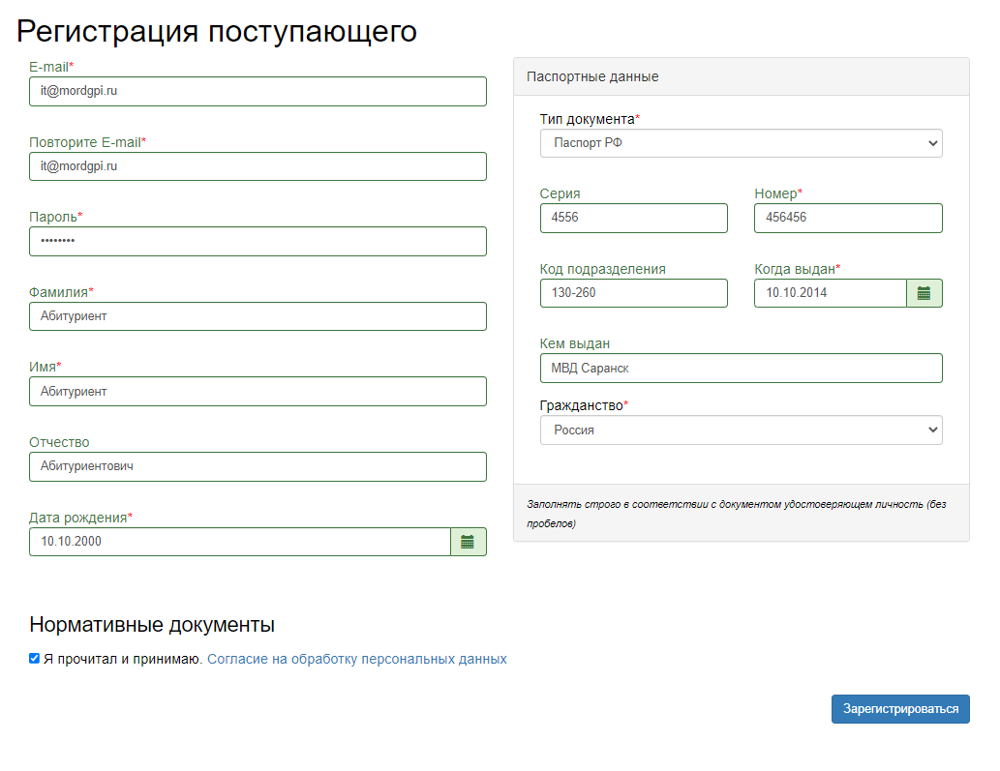 Регистрация поступающего
E-mail*
it@mordgpi.ru
Повторите E-mail*
it@mordgpi.ru
Пароль*
••••••••
Фамилия*
Абитуриент
Имя*
Абитуриент
Отчество
Абитуриентович
Дата рождения*
10.10.2000
Паспортные данные
Тип документа*
Паспорт РФ
Серия
4556
Номер*
456456
Код подразделения
130-260
Когда выдан*
10.10.2014
Кем выдан
МВД Саранск
Гражданство*
Россия
Заполнять строго в соответствии с документом удостоверяющем личность (без
пробелов)
Нормативные документы
Я прочитал и принимаю. Согласие на обработку персональных данных
Зарегистрироваться